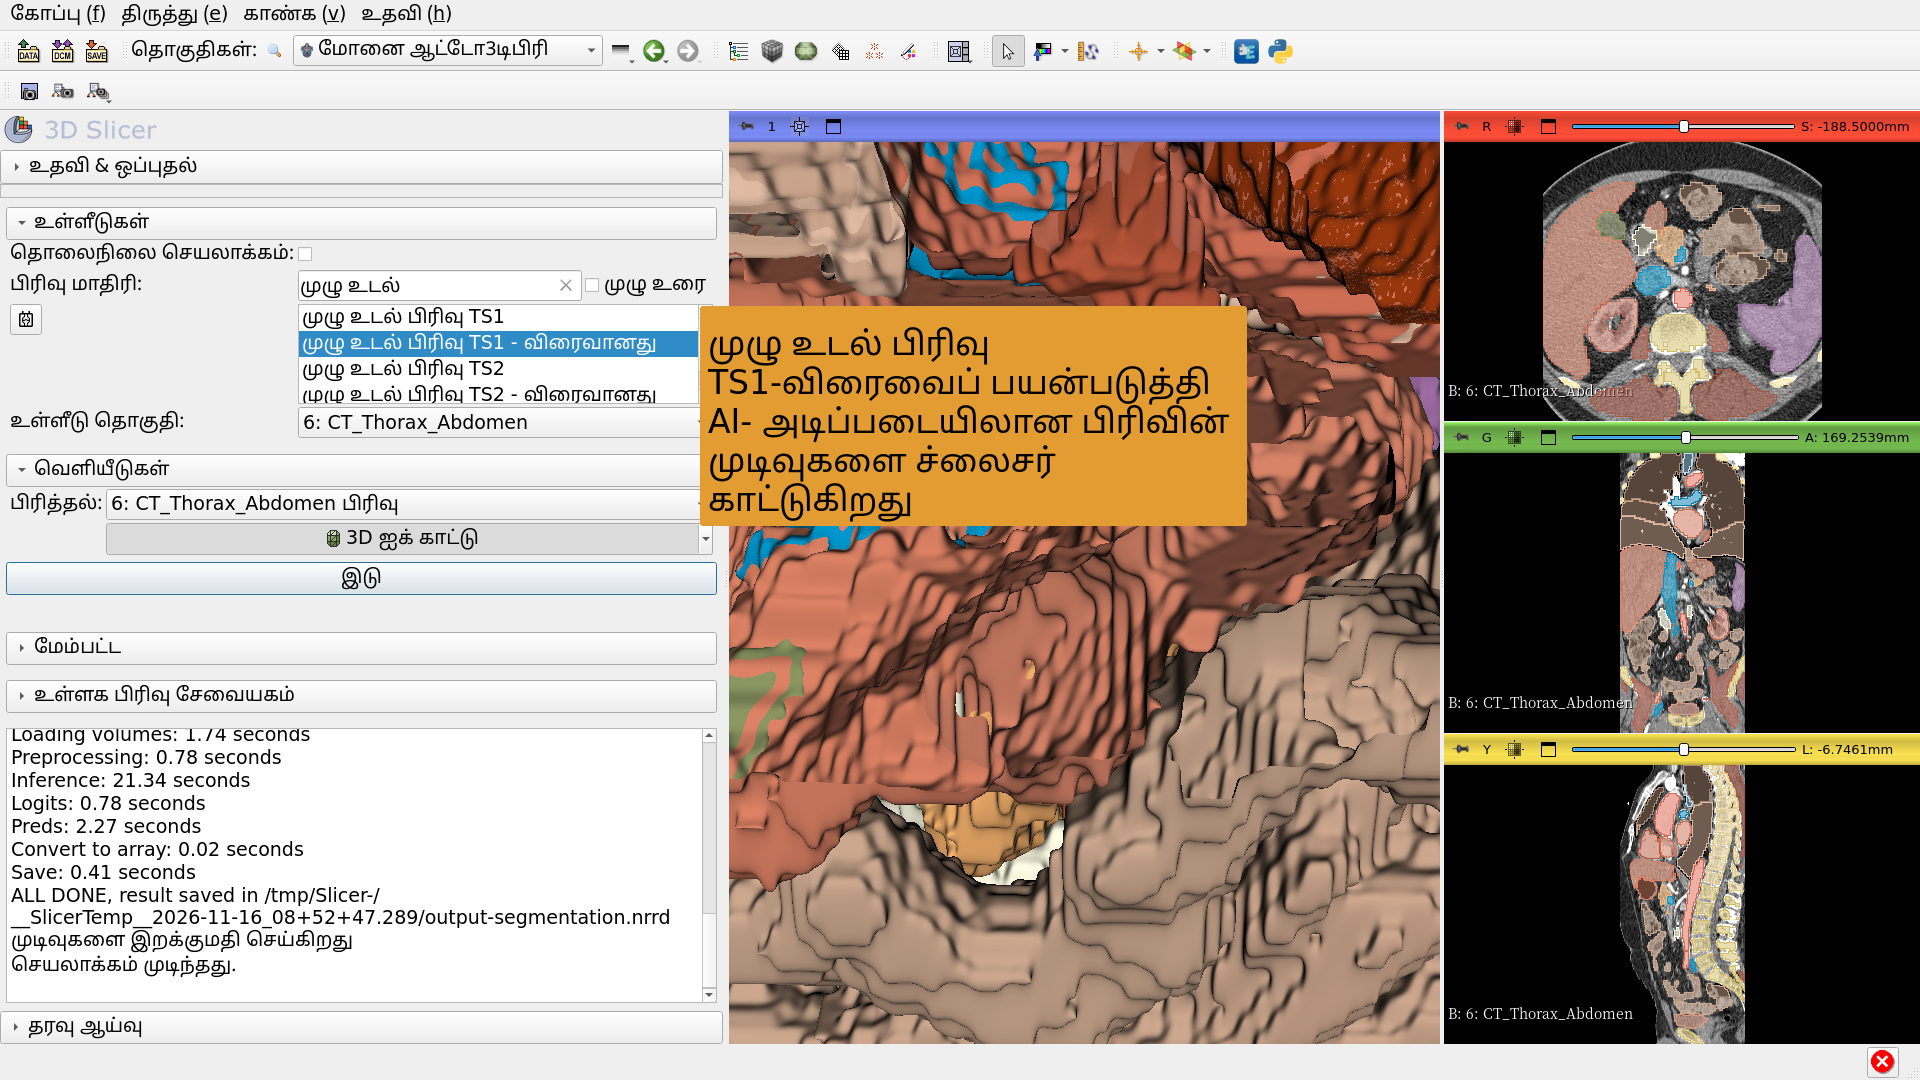 கோப்பு (f) திருத்து (e) காண்க (v) உதவி (h)
DATA DCM SAVE தொகுதிகள்: மோனை ஆட்டோ3டிபிரி
3D Slicer
உதவி & ஒப்புதல்
உள்ளீடுகள்
தொலைநிலை செயலாக்கம்:
பிரிவு மாதிரி: முழு உடல் முழு உரை
முழு உடல் பிரிவு TS1
முழு உடல் பிரிவு TS1 - விரைவானது
முழு உடல் பிரிவு TS2
முழு உடல் பிரிவு TS2 - விரைவானது
உள்ளீடு தொகுதி: 6: CT_Thorax_Abdomen
வெளியீடுகள்
பிரித்தல்: 6: CT_Thorax_Abdomen பிரிவு
3D ஐக் காட்டு
இடு
மேம்பட்ட
உள்ளக பிரிவு சேவையகம்
Loading volumes: 1.74 seconds
Preprocessing: 0.78 seconds
Inference: 21.34 seconds
Logits: 0.78 seconds
Preds: 2.27 seconds
Convert to array: 0.02 seconds
Save: 0.41 seconds
ALL DONE, result saved in /tmp/Slicer-/
__SlicerTemp__2026-11-16_08+52+47.289/output-segmentation.nrrd
முடிவுகளை இறக்குமதி செய்கிறது
செயலாக்கம் முடிந்தது.
தரவு ஆய்வு
1
முழு உடல் பிரிவு
TS1-விரைவைப் பயன்படுத்தி
AI- அடிப்படையிலான பிரிவின்
முடிவுகளை ச்லைசர்
காட்டுகிறது
R S: -188.5000mm
B: 6: CT_Thorax_Abdomen
G A: 169.2539mm
B: 6: CT_Thorax_Abdomen
Y L: -6.7461mm
B: 6: CT_Thorax_Abdomen